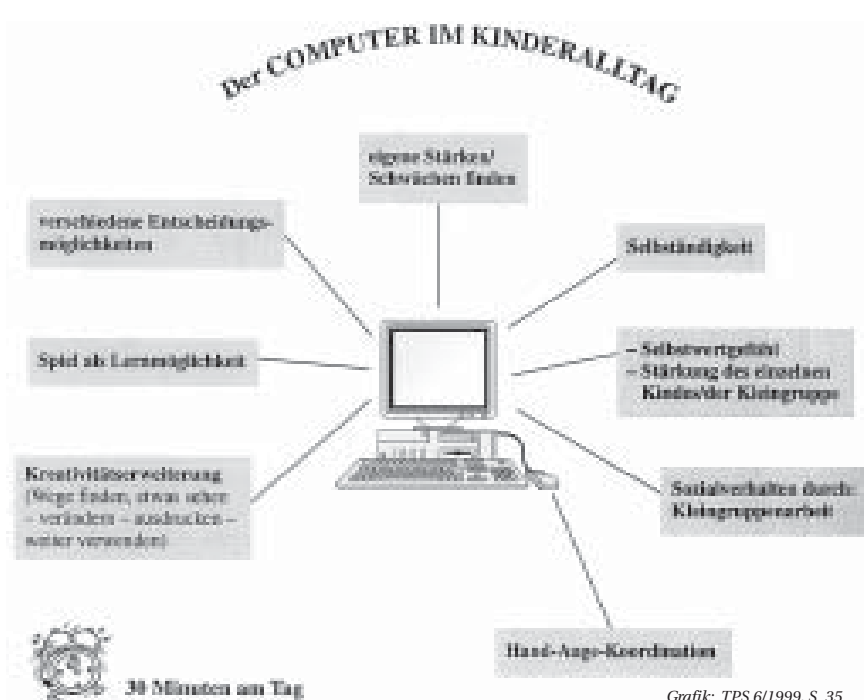 Der COMPUTER IM KINDERALLTAG
eigene Stärken/
Schwächen finden
verschiedene Entscheidungs-
möglichkeiten
Selbständigkeit
Spiel als Lernmöglichkeit
– Selbstwertgefühl
– Stärkung des einzelnen
Kindes/der Kleingruppe
Kreativitätserweiterung
(Wege finden, etwas sehen
– verändern – ausdrucken –
weiter verwenden)
Sozialverhalten durch
Kleingruppenarbeit
Hand-Auge-Koordination
30 Minuten am Tag
Grafik: TPS 6/1999, S. 35